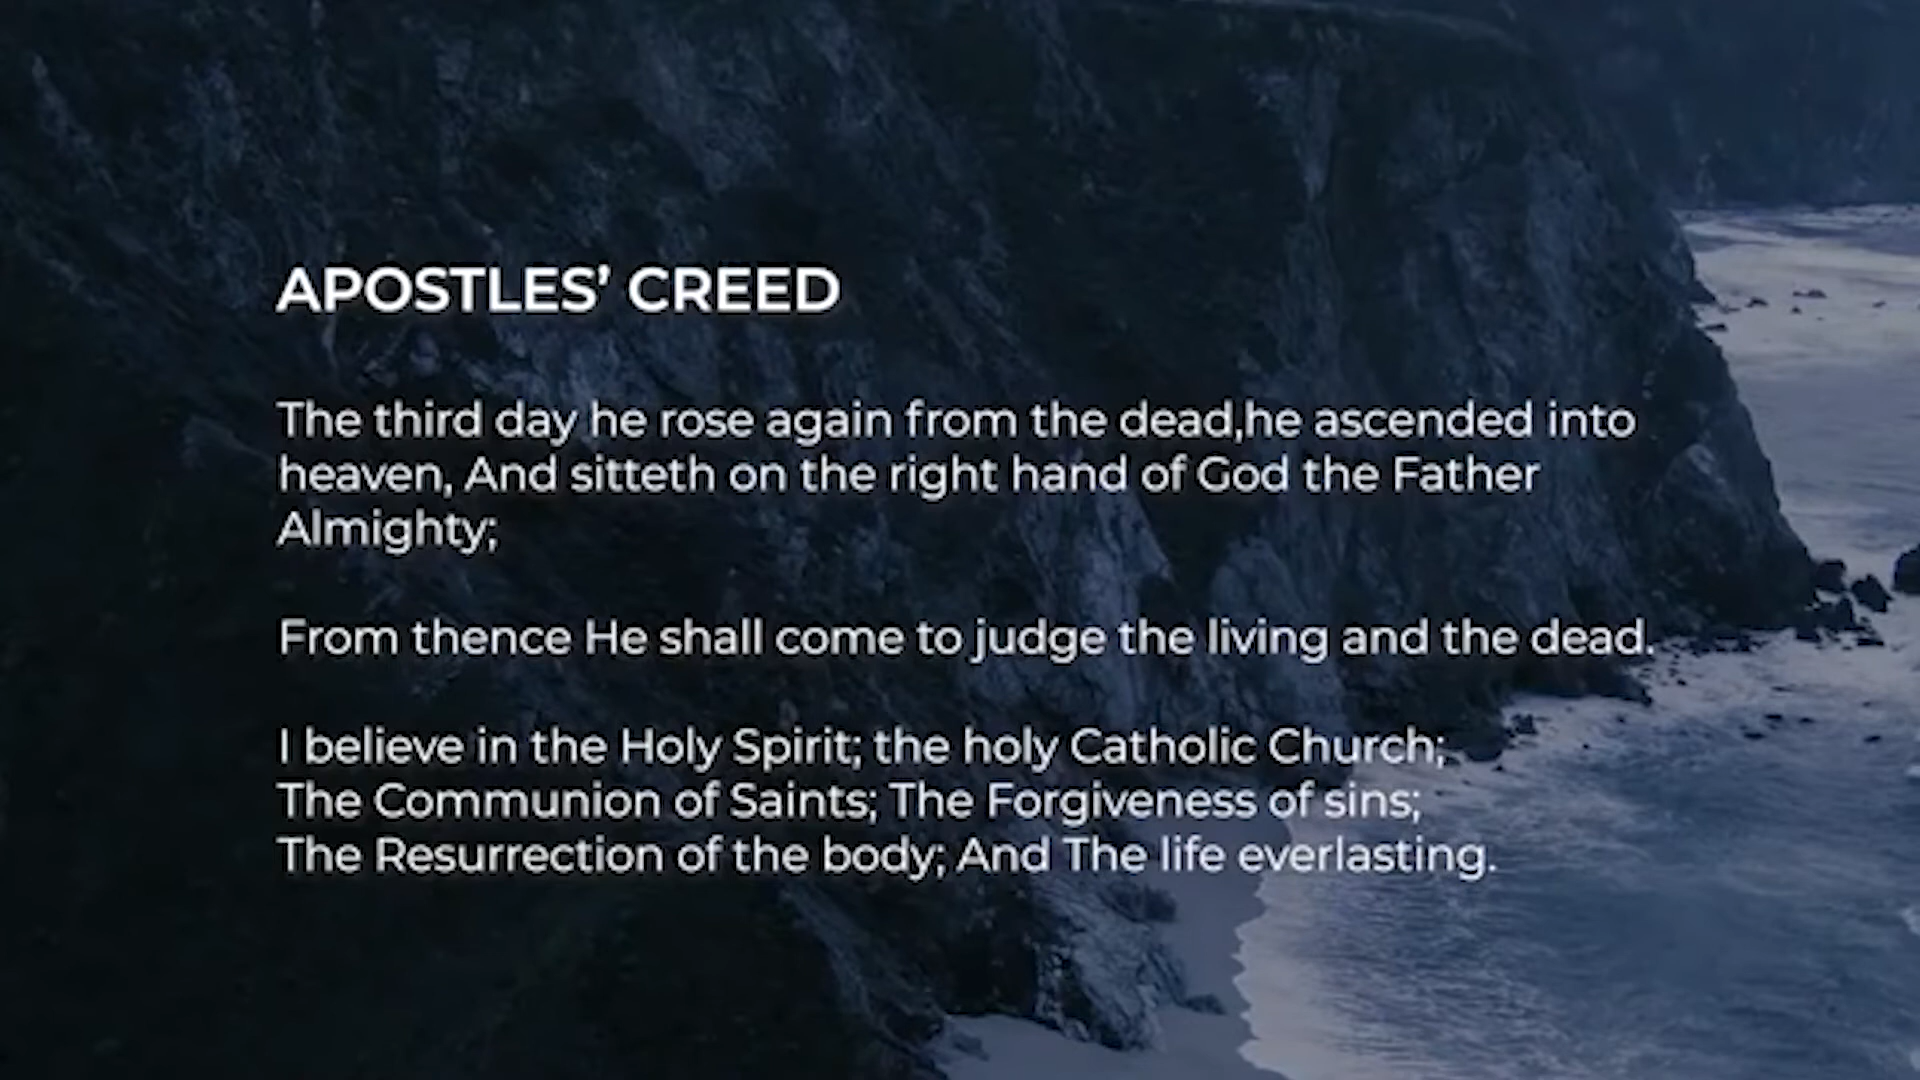 APOSTLES’ CREED
The third day he rose again from the dead,he ascended into
heaven, And sitteth on the right hand of God the Father
Almighty;
From thence He shall come to judge the living and the dead.
I believe in the Holy Spirit; the holy Catholic Church;
The Communion of Saints; The Forgiveness of sins;
The Resurrection of the body; And The life everlasting.